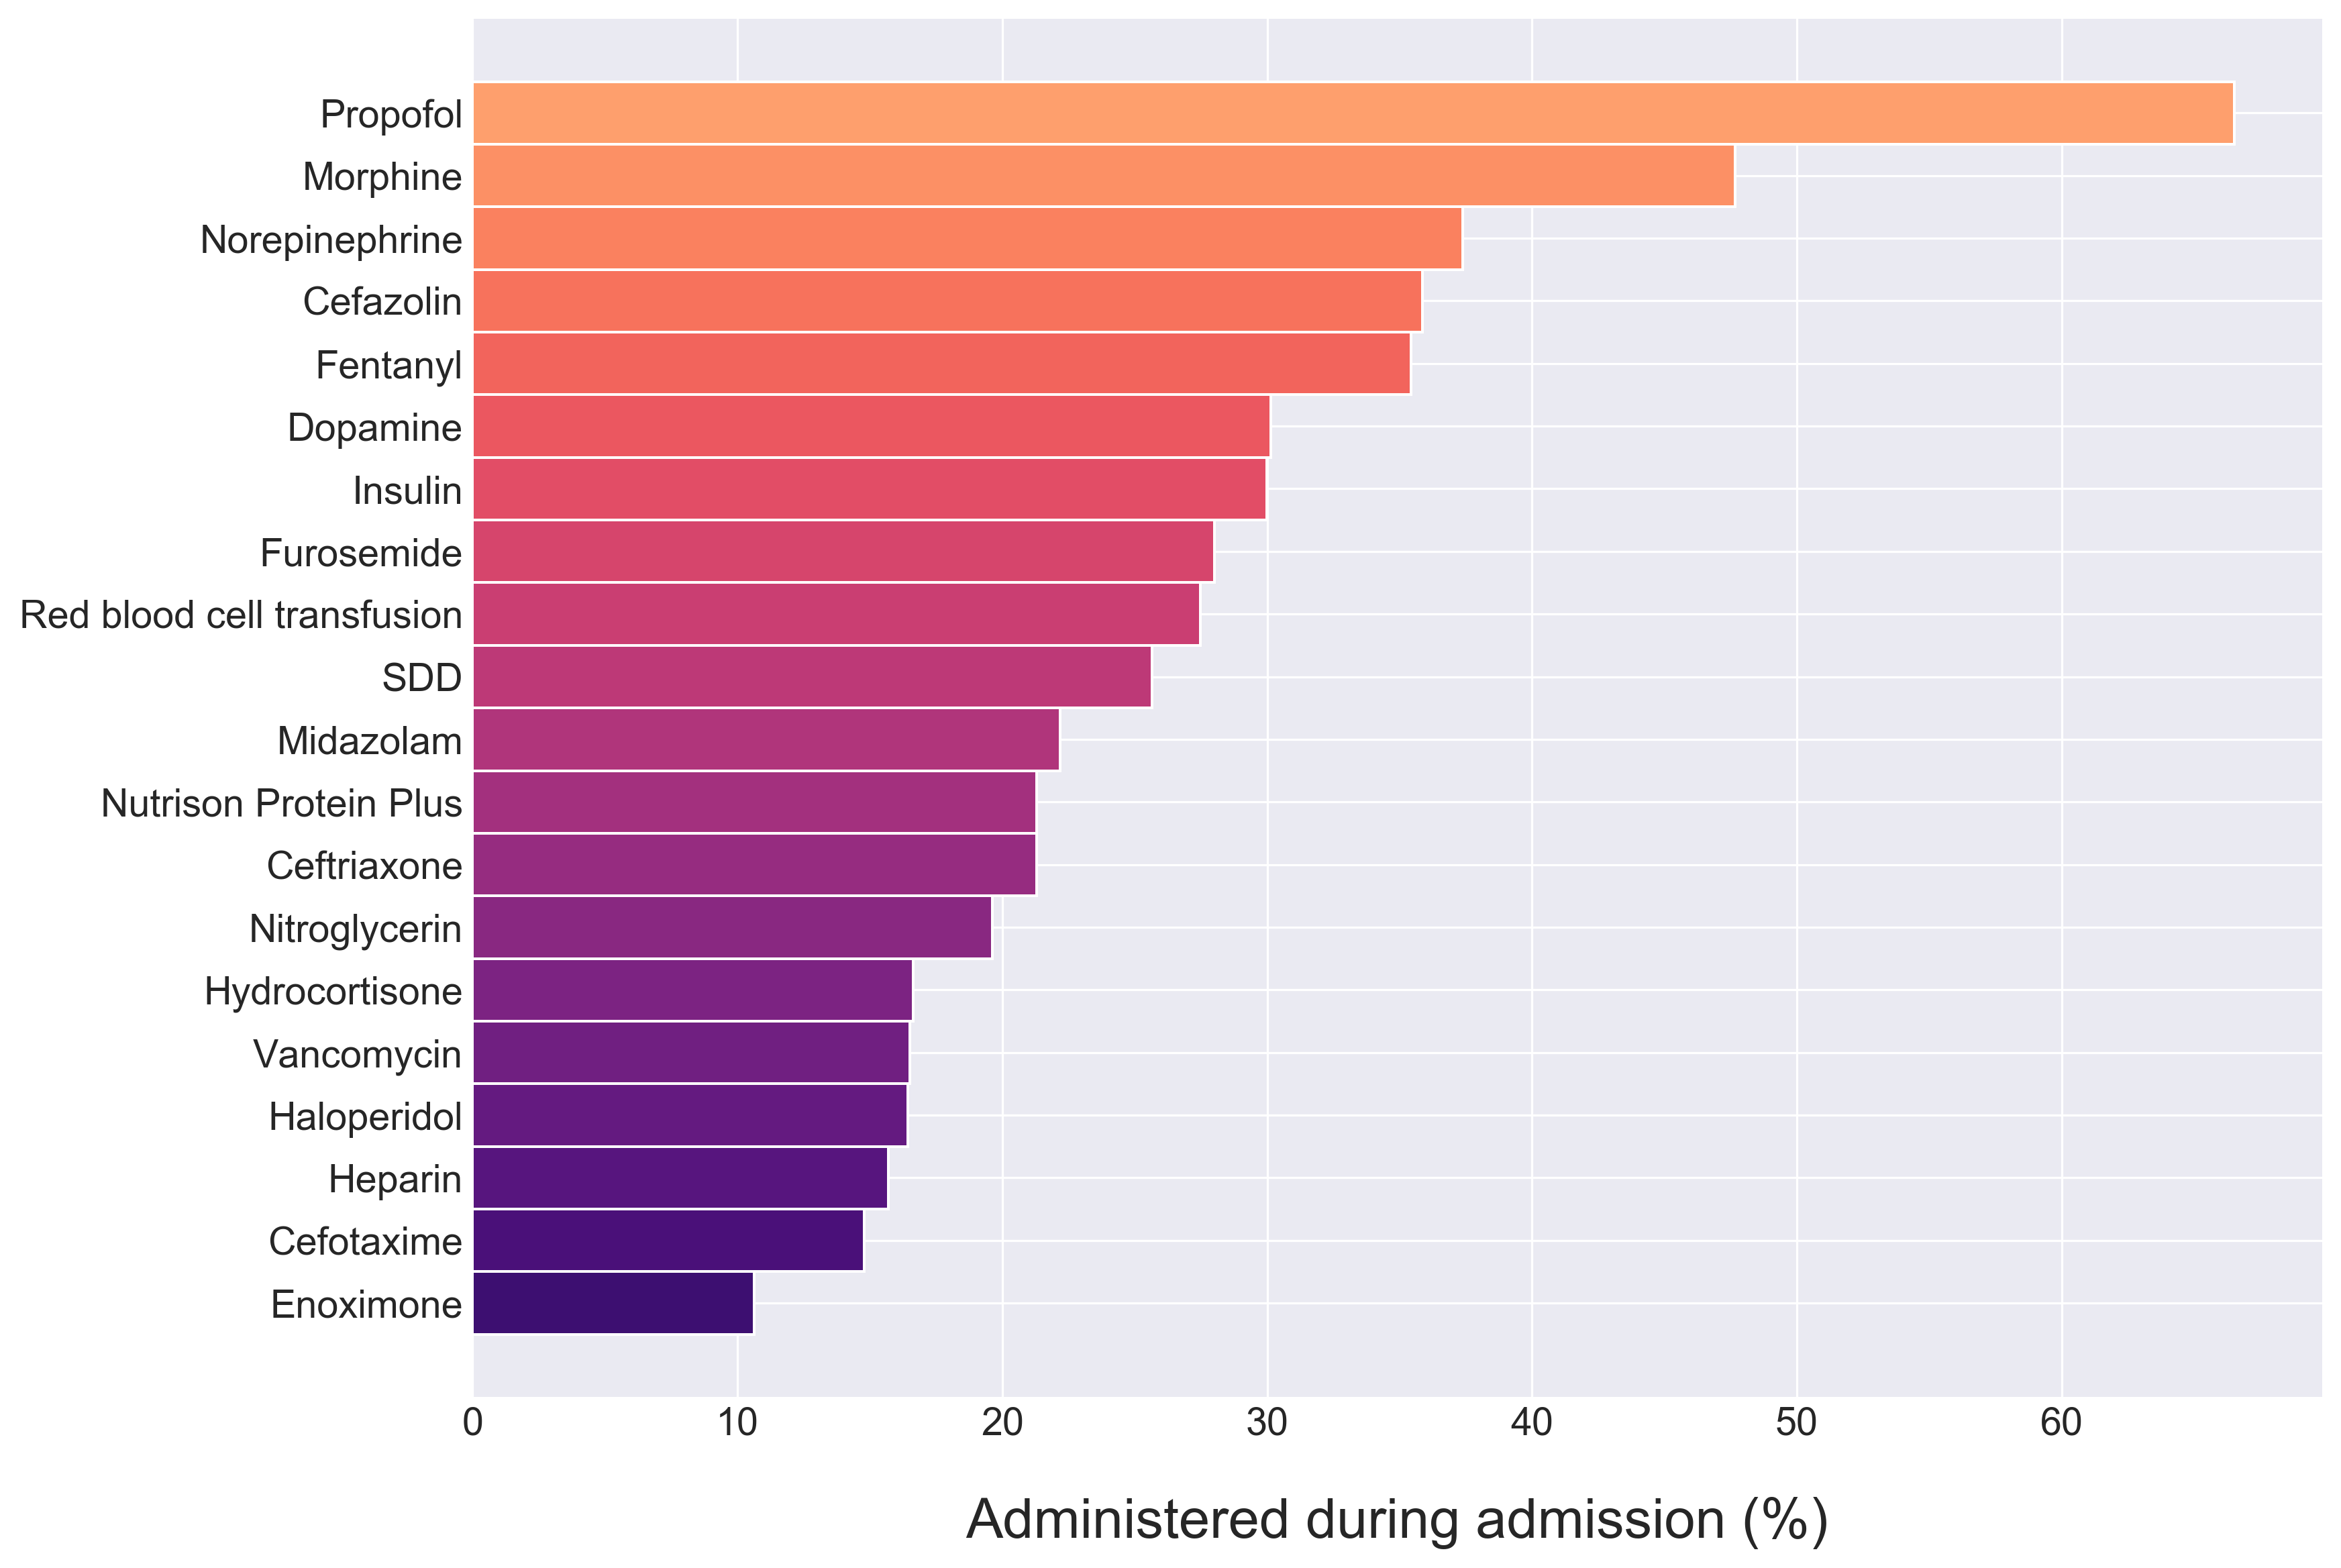 Propofol
Morphine
Norepinephrine
Cefazolin
Fentanyl
Dopamine
Insulin
Furosemide
Red blood cell transfusion
SDD
Midazolam
Nutrison Protein Plus
Ceftriaxone
Nitroglycerin
Hydrocortisone
Vancomycin
Haloperidol
Heparin
Cefotaxime
Enoximone
0 10 20 30 40 50 60
Administered during admission (%)